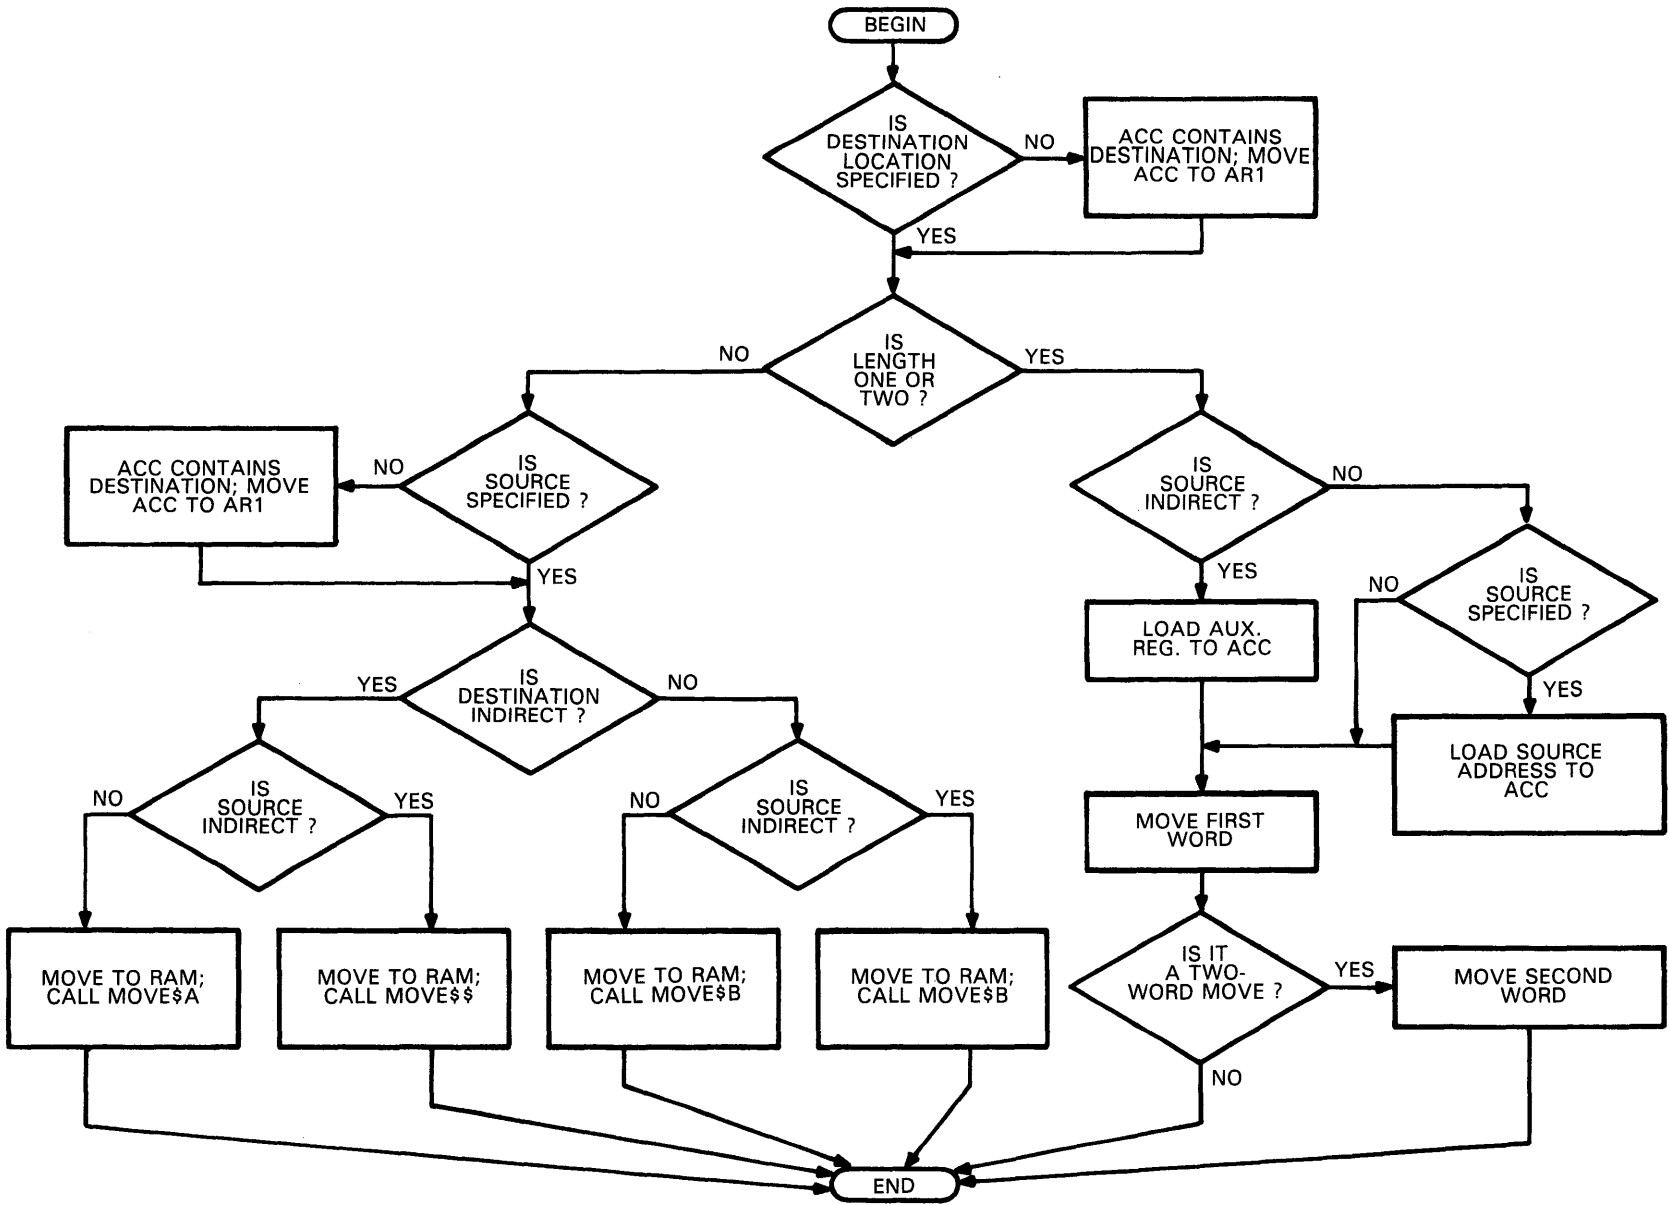 BEGIN
IS
DESTINATION
LOCATION
SPECIFIED ?
NO
ACC CONTAINS
DESTINATION; MOVE
ACC TO AR1
YES
IS
LENGTH
ONE OR
TWO ?
NO
YES
IS
SOURCE
SPECIFIED ?
NO
ACC CONTAINS
DESTINATION; MOVE
ACC TO AR1
YES
IS
SOURCE
INDIRECT ?
NO
YES
IS
SOURCE
SPECIFIED ?
NO
YES
LOAD AUX.
REG. TO ACC
LOAD SOURCE
ADDRESS TO
ACC
IS
DESTINATION
INDIRECT ?
YES
NO
IS
SOURCE
INDIRECT ?
NO
YES
IS
SOURCE
INDIRECT ?
NO
YES
MOVE FIRST
WORD
MOVE TO RAM;
CALL MOVE$A
MOVE TO RAM;
CALL MOVE$$
MOVE TO RAM;
CALL MOVE$B
MOVE TO RAM;
CALL MOVE$B
IS IT
A TWO-
WORD MOVE ?
YES
MOVE SECOND
WORD
NO
END